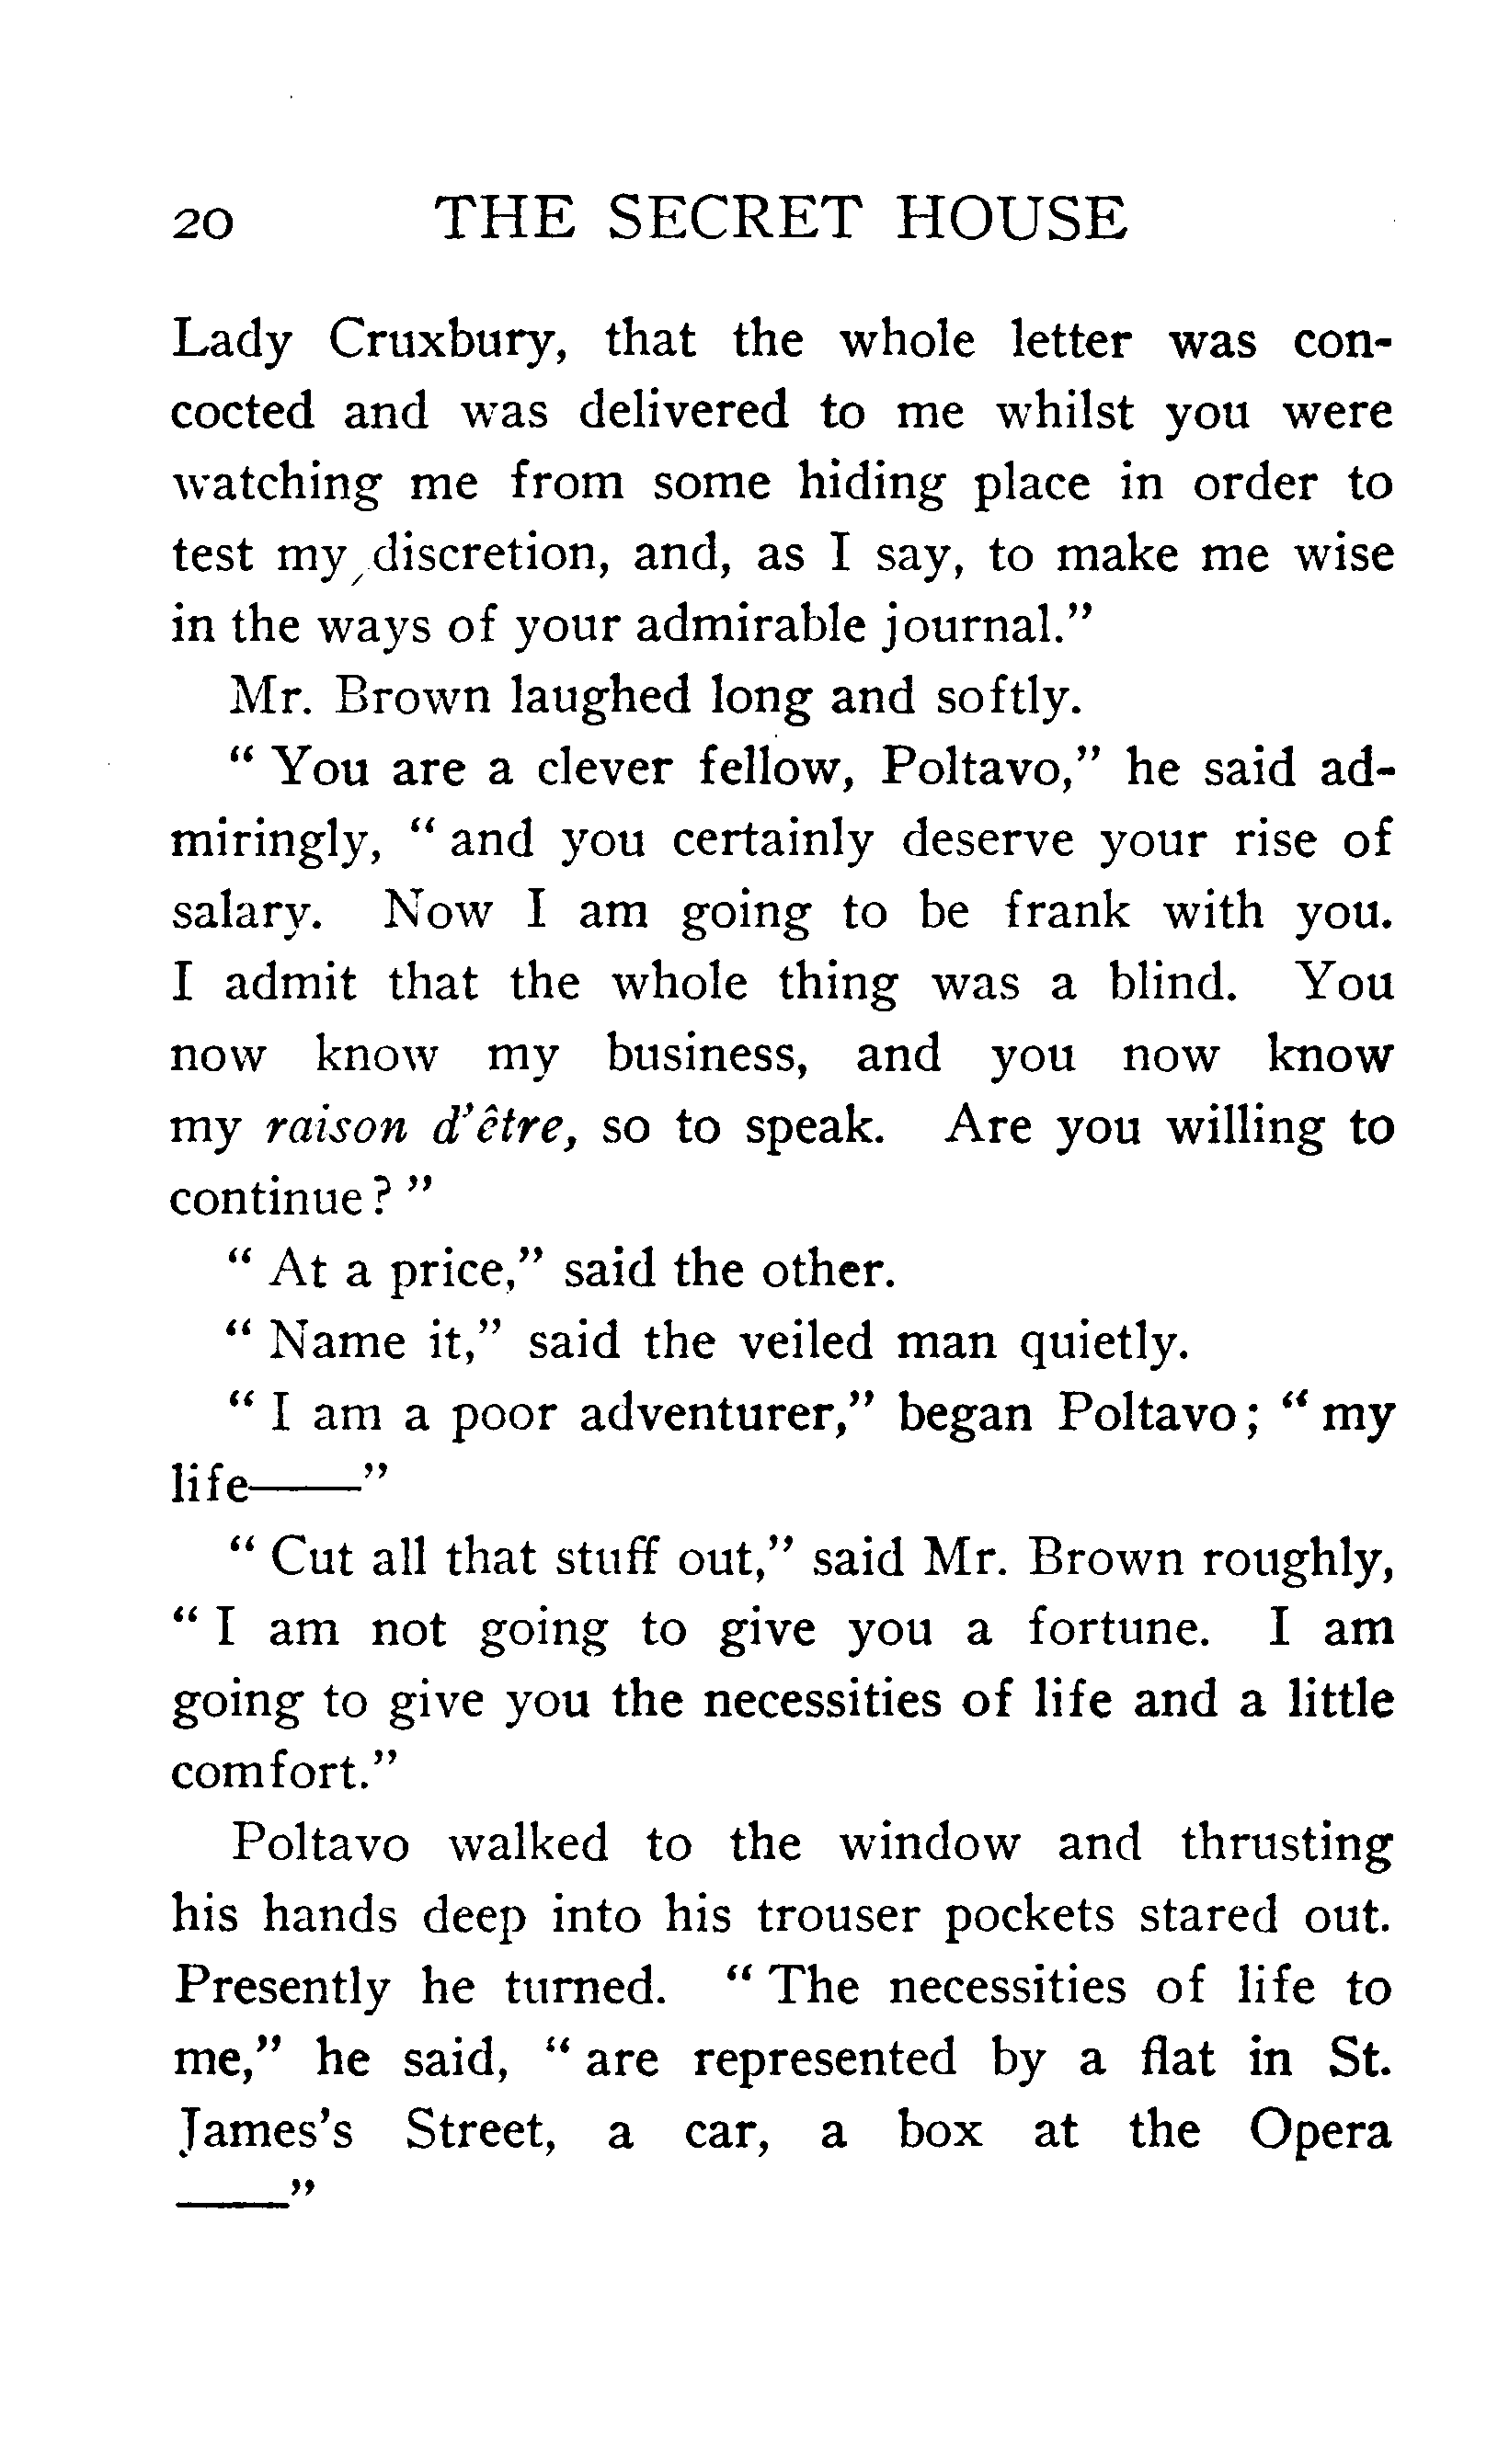 20 THE SECRET HOUSE
Lady Cruxbury, that the whole letter was con-
cocted and was delivered to me whilst you were
watching me from some hiding place in order to
test my discretion, and, as I say, to make me wise
in the ways of your admirable journal."
Mr. Brown laughed long and softly.
" You are a clever fellow, Poltavo," he said ad-
miringly, " and you certainly deserve your rise of
salary. Now I am going to be frank with you.
I admit that the whole thing was a blind. You
now know my business, and you now know
my raison d'être, so to speak. Are you willing to
continue ? "
" At a price," said the other.
" Name it," said the veiled man quietly.
" I am a poor adventurer," began Poltavo ; " my
life——"
" Cut all that stuff out," said Mr. Brown roughly,
" I am not going to give you a fortune. I am
going to give you the necessities of life and a little
comfort."
Poltavo walked to the window and thrusting
his hands deep into his trouser pockets stared out.
Presently he turned. " The necessities of life to
me," he said, " are represented by a flat in St.
James's Street, a car, a box at the Opera
——"